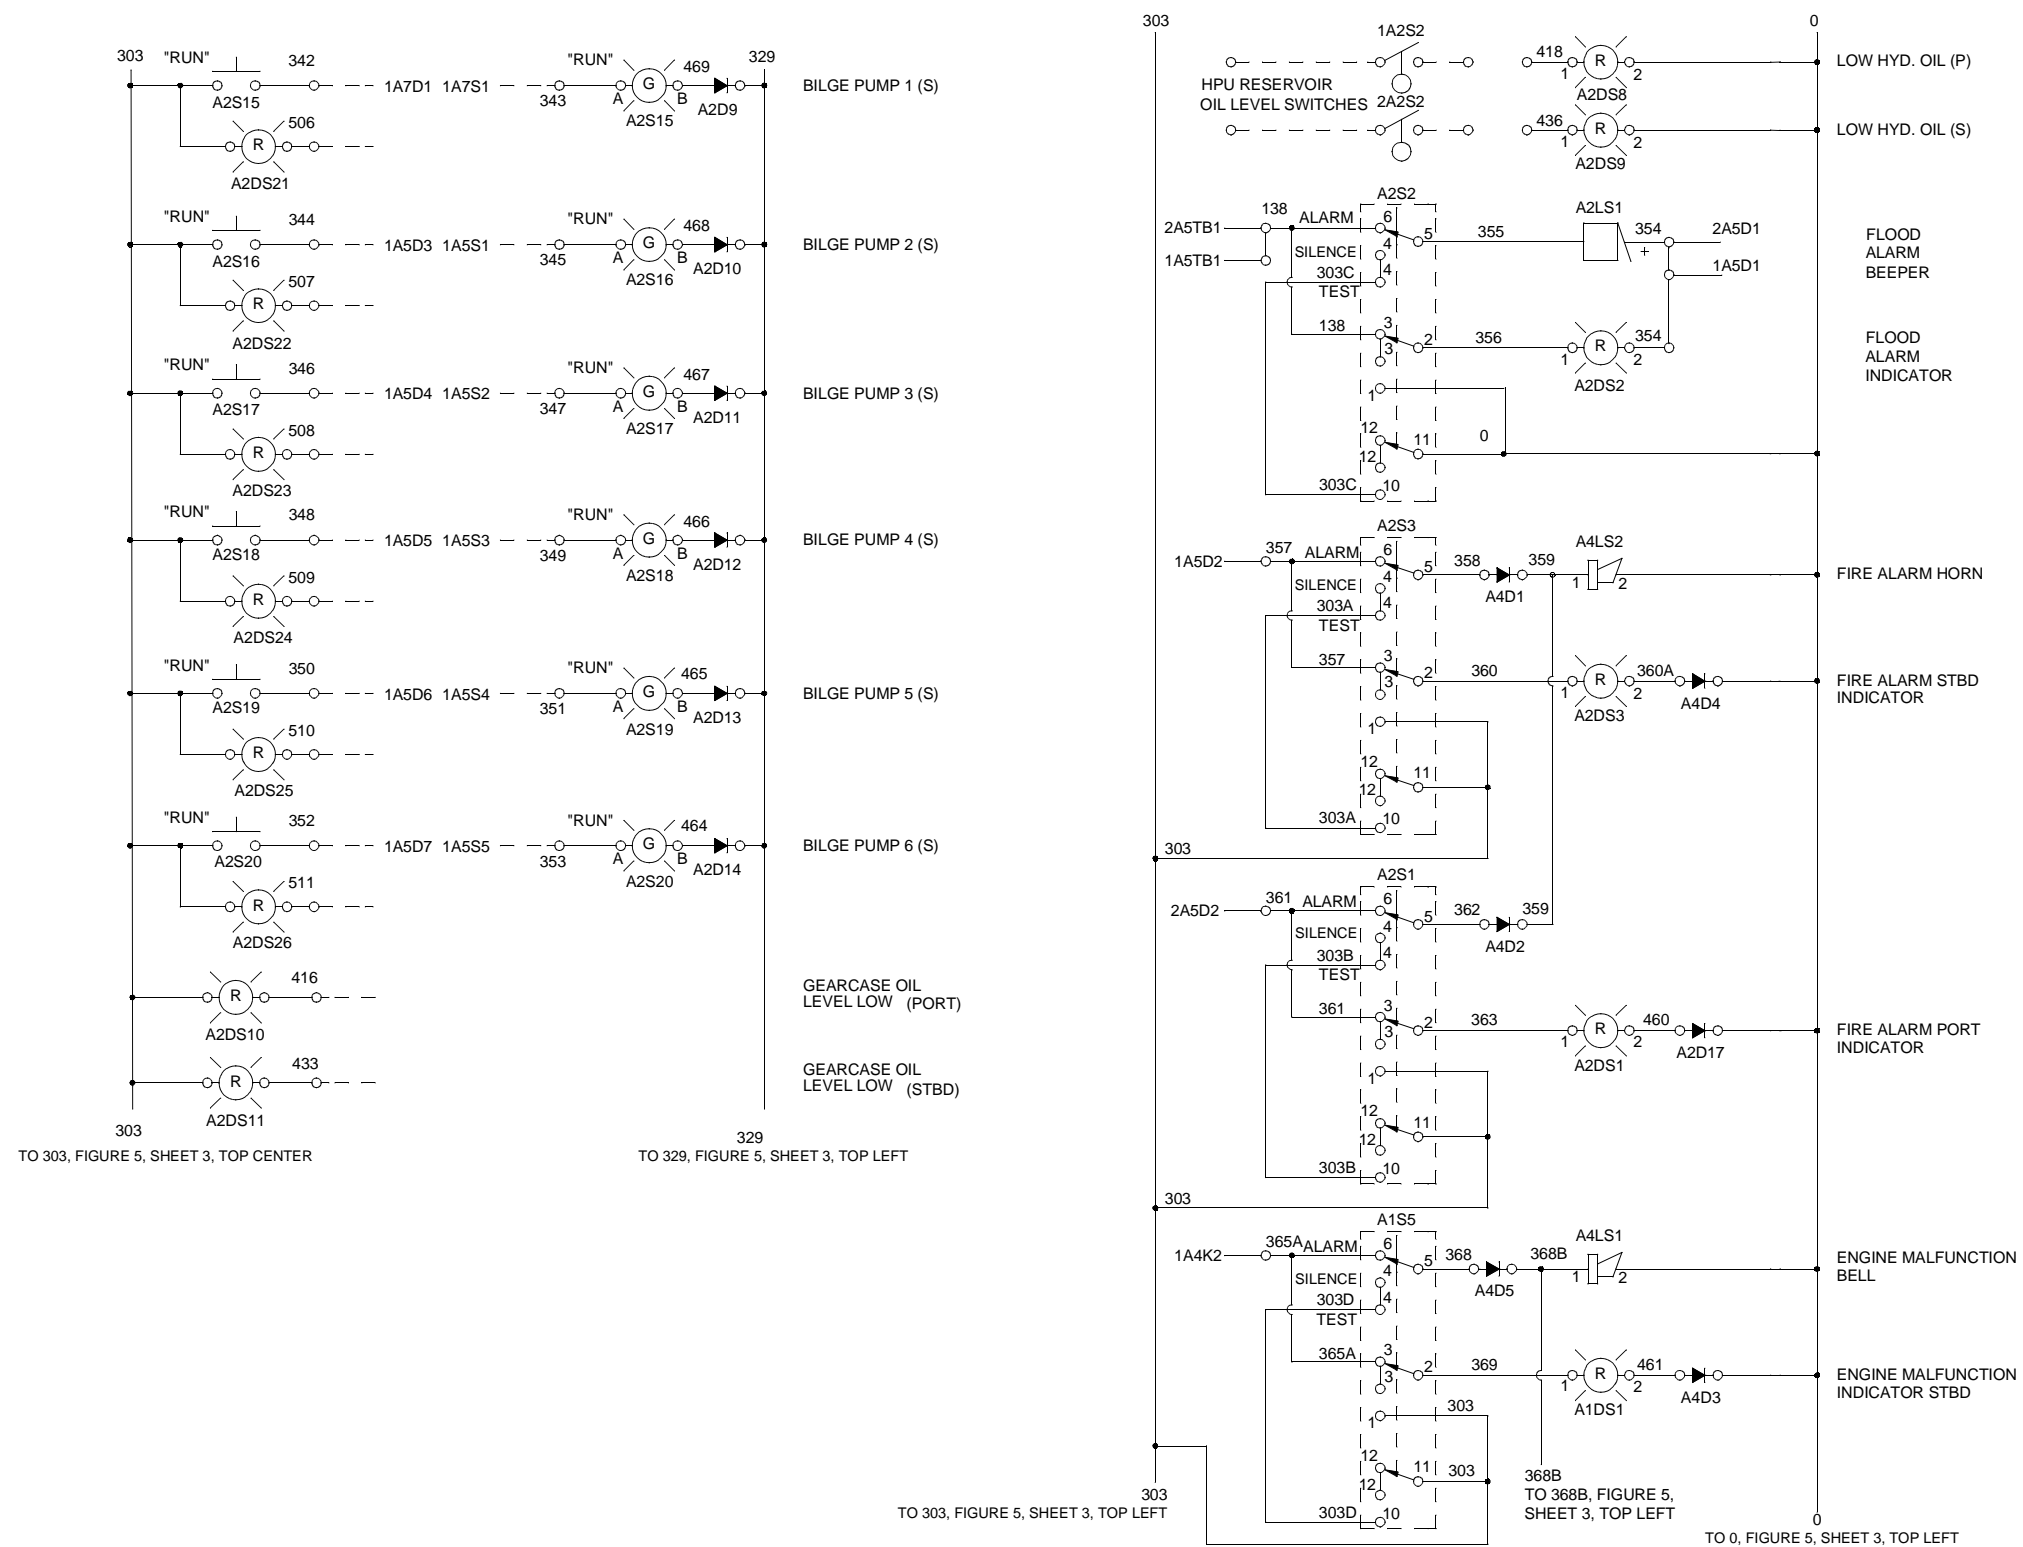 303
"RUN"
342
A2S15
1A7D1 1A7S1
343
"RUN"
G
A
B
469
A2S15
A2D9
329
BILGE PUMP 1 (S)
506
R
A2DS21
"RUN"
344
A2S16
1A5D3 1A5S1
345
"RUN"
G
A
B
468
A2S16
A2D10
BILGE PUMP 2 (S)
507
R
A2DS22
"RUN"
346
A2S17
1A5D4 1A5S2
347
"RUN"
G
A
B
467
A2S17
A2D11
BILGE PUMP 3 (S)
508
R
A2DS23
"RUN"
348
A2S18
1A5D5 1A5S3
349
"RUN"
G
A
B
466
A2S18
A2D12
BILGE PUMP 4 (S)
509
R
A2DS24
"RUN"
350
A2S19
1A5D6 1A5S4
351
"RUN"
G
A
B
465
A2S19
A2D13
BILGE PUMP 5 (S)
510
R
A2DS25
"RUN"
352
A2S20
1A5D7 1A5S5
353
"RUN"
G
A
B
464
A2S20
A2D14
BILGE PUMP 6 (S)
511
R
A2DS26
416
R
A2DS10
GEARCASE OIL
LEVEL LOW (PORT)
433
R
A2DS11
GEARCASE OIL
LEVEL LOW (STBD)
303
TO 303, FIGURE 5, SHEET 3, TOP CENTER
329
TO 329, FIGURE 5, SHEET 3, TOP LEFT
303
0
1A2S2
HPU RESERVOIR
OIL LEVEL SWITCHES
2A2S2
418
1
R
2
A2DS8
LOW HYD. OIL (P)
436
1
R
2
A2DS9
LOW HYD. OIL (S)
A2S2
2A5TB1
138
ALARM
6
5
355
A2LS1
354
+
2A5D1
1A5TB1
SILENCE
4
303C
4
TEST
1A5D1
FLOOD
ALARM
BEEPER
138
3
3
2
356
1
R
2
354
A2DS2
FLOOD
ALARM
INDICATOR
1
12
12
11
0
303C
10
A2S3
1A5D2
357
ALARM
6
5
358
A4D1
359
A4LS2
1
2
FIRE ALARM HORN
SILENCE
4
303A
4
TEST
357
3
3
2
360
1
R
2
A2DS3
360A
A4D4
FIRE ALARM STBD
INDICATOR
1
12
12
11
303A
10
303
A2S1
2A5D2
361
ALARM
6
5
362
A4D2
359
SILENCE
4
303B
4
TEST
361
3
3
2
363
1
R
2
A2DS1
460
A2D17
FIRE ALARM PORT
INDICATOR
1
12
12
11
303B
10
303
A1S5
1A4K2
365A
ALARM
6
5
368
A4D5
368B
A4LS1
1
2
ENGINE MALFUNCTION
BELL
SILENCE
4
303D
4
TEST
365A
3
3
2
369
1
R
2
A1DS1
461
A4D3
ENGINE MALFUNCTION
INDICATOR STBD
1
303
12
12
11
303
303D
10
303
TO 303, FIGURE 5, SHEET 3, TOP LEFT
368B
TO 368B, FIGURE 5,
SHEET 3, TOP LEFT
0
TO 0, FIGURE 5, SHEET 3, TOP LEFT